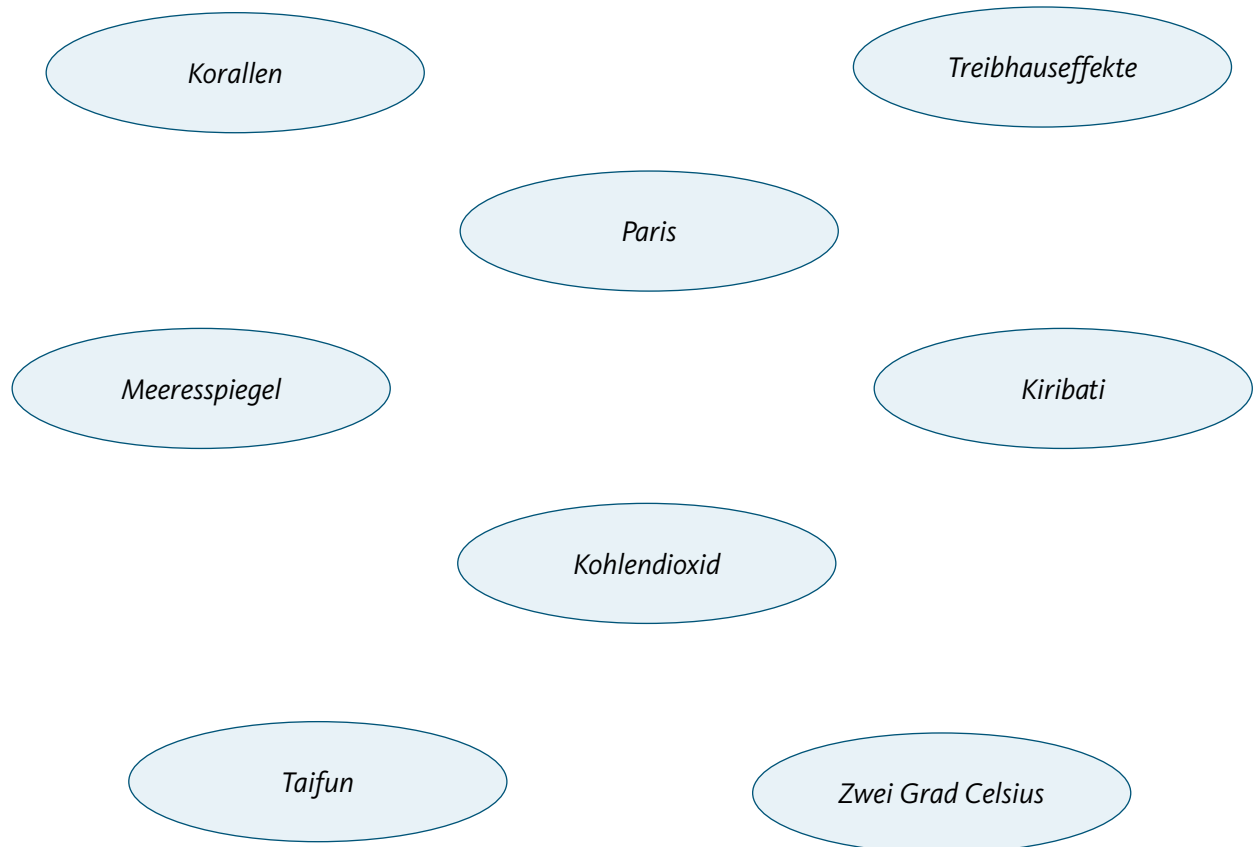 Korallen
Treibhauseffekte
Paris
Meeresspiegel
Kiribati
Kohlendioxid
Taifun
Zwei Grad Celsius